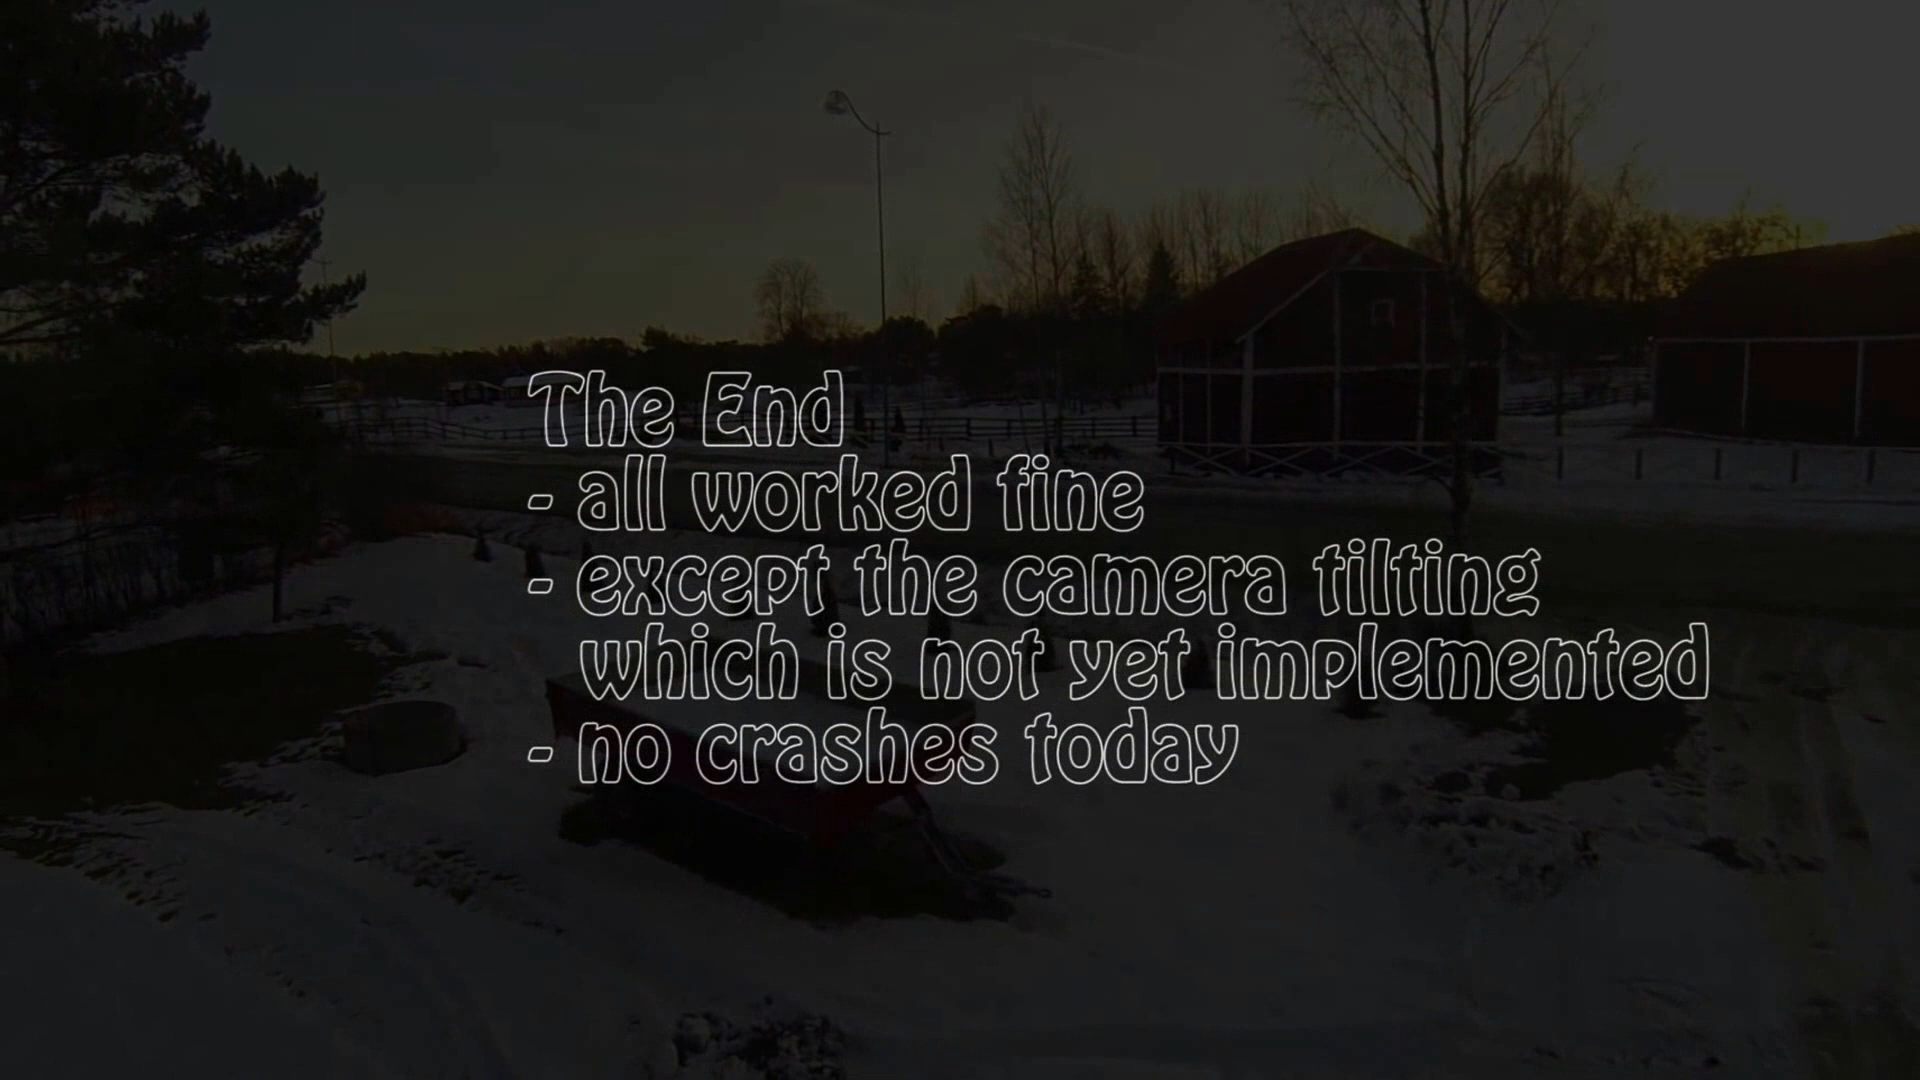 The End
- all worked fine
- except the camera tilting
which is not yet implemented
- no crashes today